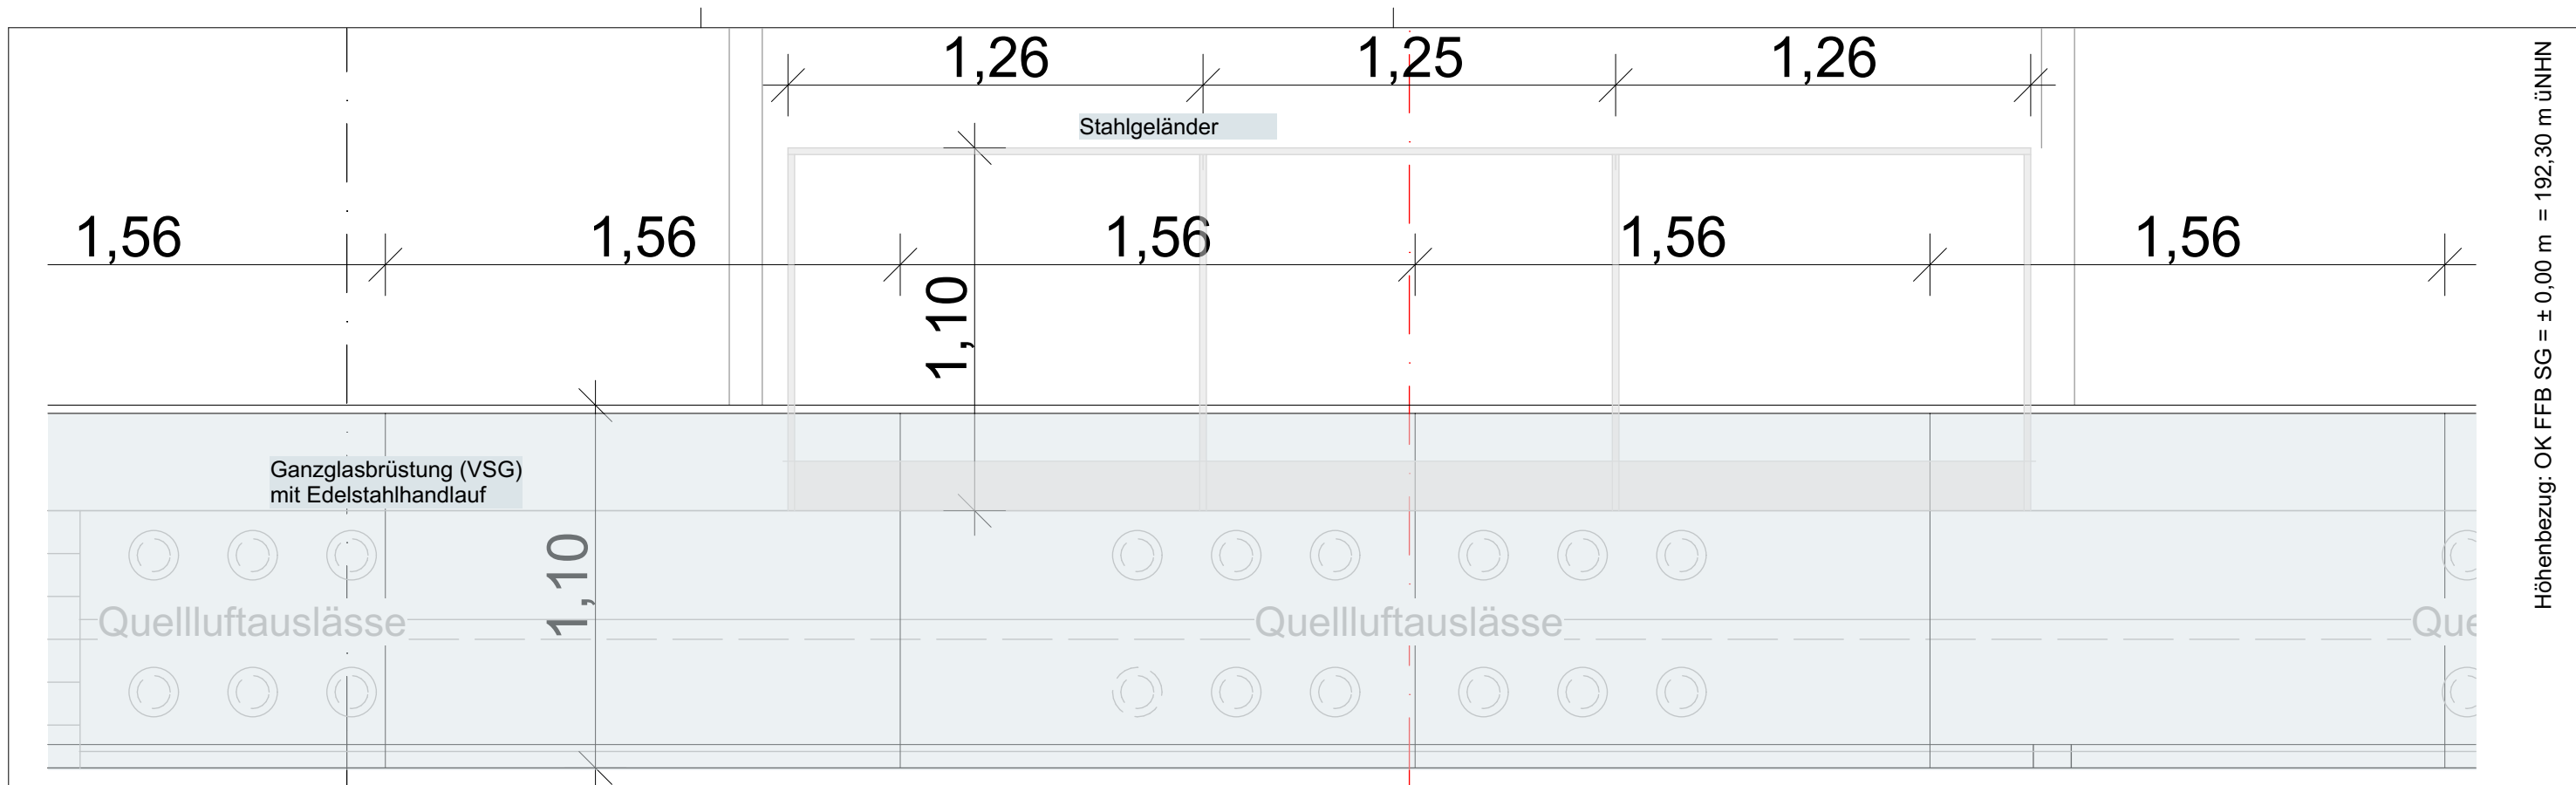 1,26 1,25 1,26
Stahlgeländer
1,56 1,56 1,56 1,56 1,56
1,10
Ganzglasbrüstung (VSG)
mit Edelstahlhandlauf
1,10
Quellluftauslässe Quellluftauslässe Que
Höhenbezug: OK FFB SG = ± 0,00 m = 192,30 m üNHN